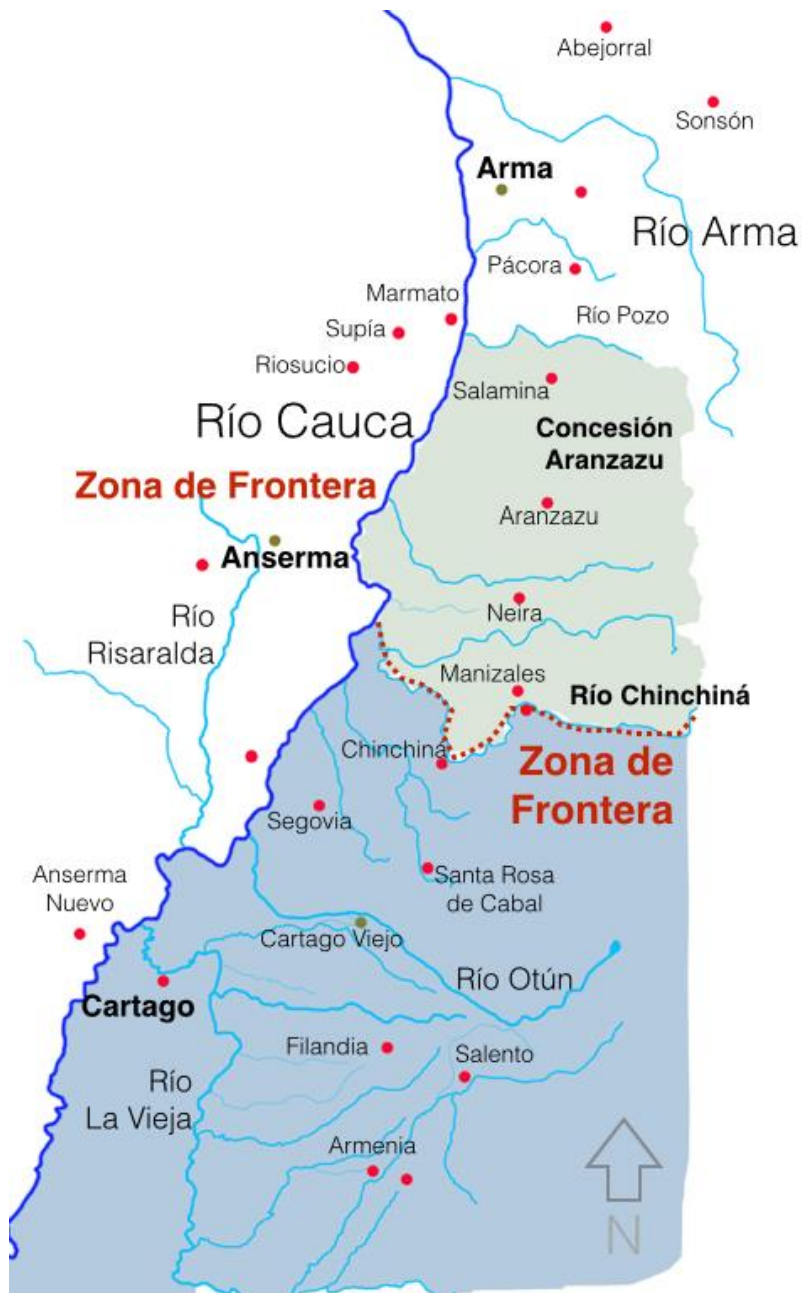 Abejorral
Sonsón
Arma
Río Arma
Pácora
Marmato
Río Pozo
Supía
Riosucio
Salamina
Río Cauca
Concesión
Aranzazu
Zona de Frontera
Aranzazu
Anserma
Neira
Río
Risaralda
Manizales
Río Chinchiná
Chinchiná
Zona de
Frontera
Segovia
Anserma
Nuevo
Santa Rosa
de Cabal
Cartago Viejo
Río Otún
Cartago
Filandia
Salento
Río
La Vieja
Armenia
N